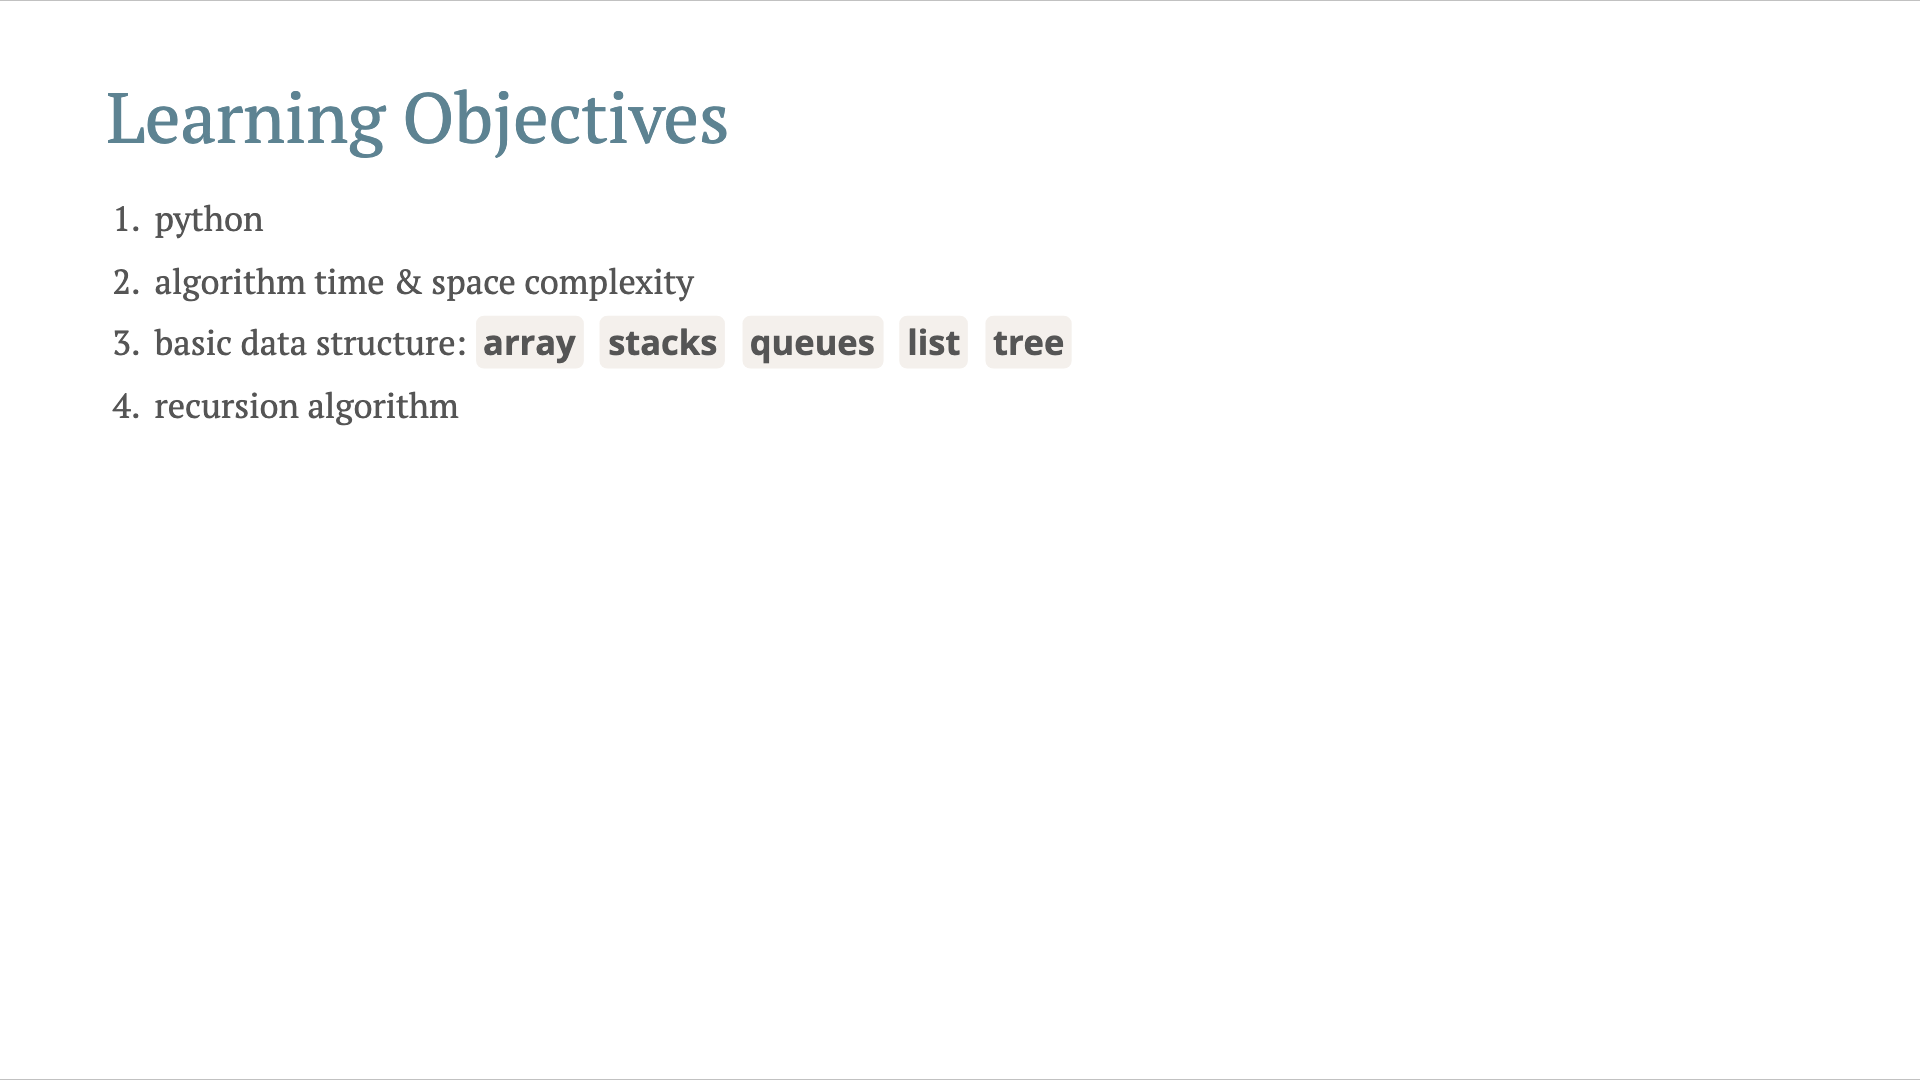 Learning Objectives
1. python
2. algorithm time & space complexity
3. basic data structure: array stacks queues list tree
4. recursion algorithm